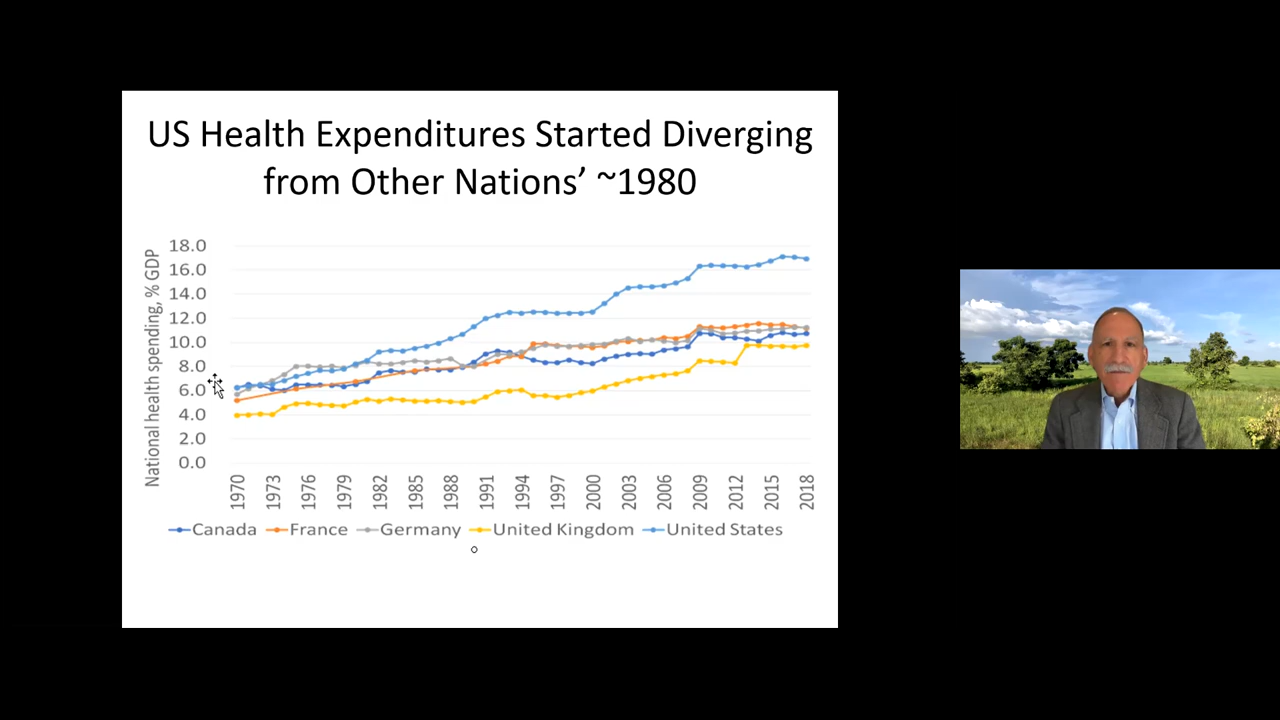 US Health Expenditures Started Diverging
from Other Nations’ ~1980
National health spending, % GDP
18.0
16.0
14.0
12.0
10.0
8.0
6.0
4.0
2.0
0.0
1970 1973 1976 1979 1982 1985 1988 1991 1994 1997 2000 2003 2006 2009 2012 2015 2018
Canada France Germany United Kingdom United States